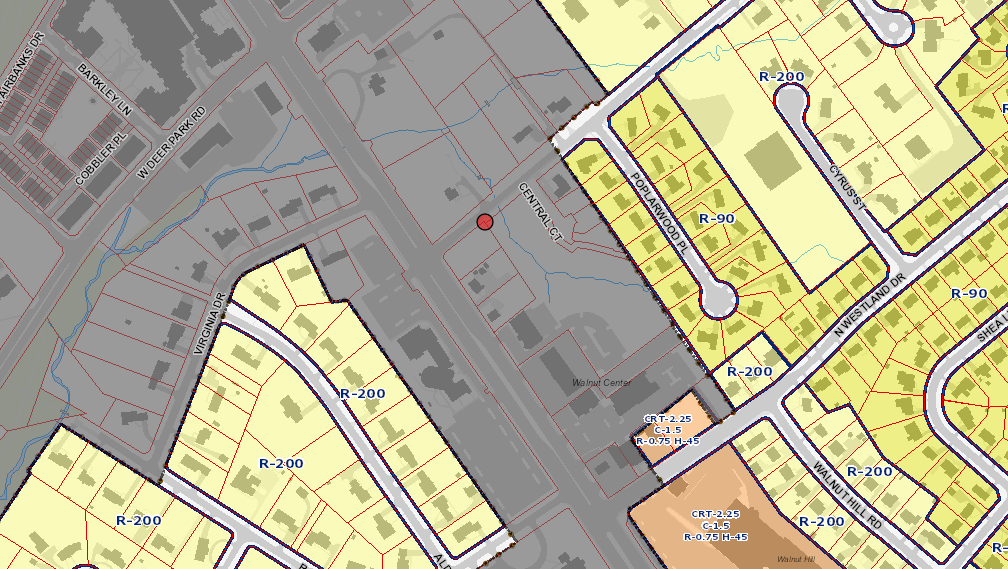 FAIRBANKS DR
BARKLEY LN
COBBLER PL
W DEER PARK RD
R-200
CYRUS ST
POPLARWOOD PL
CENTRAL CT
R-90
N WESTLAND DR
R-90
VIRGINIA DR
SHEA L
R-200
Walnut Center
R-200
CRT-2.25
C-1.5
R-0.75 H-45
R-200
R-200
WALNUT HILL RD
R-200
CRT-2.25
C-1.5
R-0.75 H-45
R-200
Walnut Hill